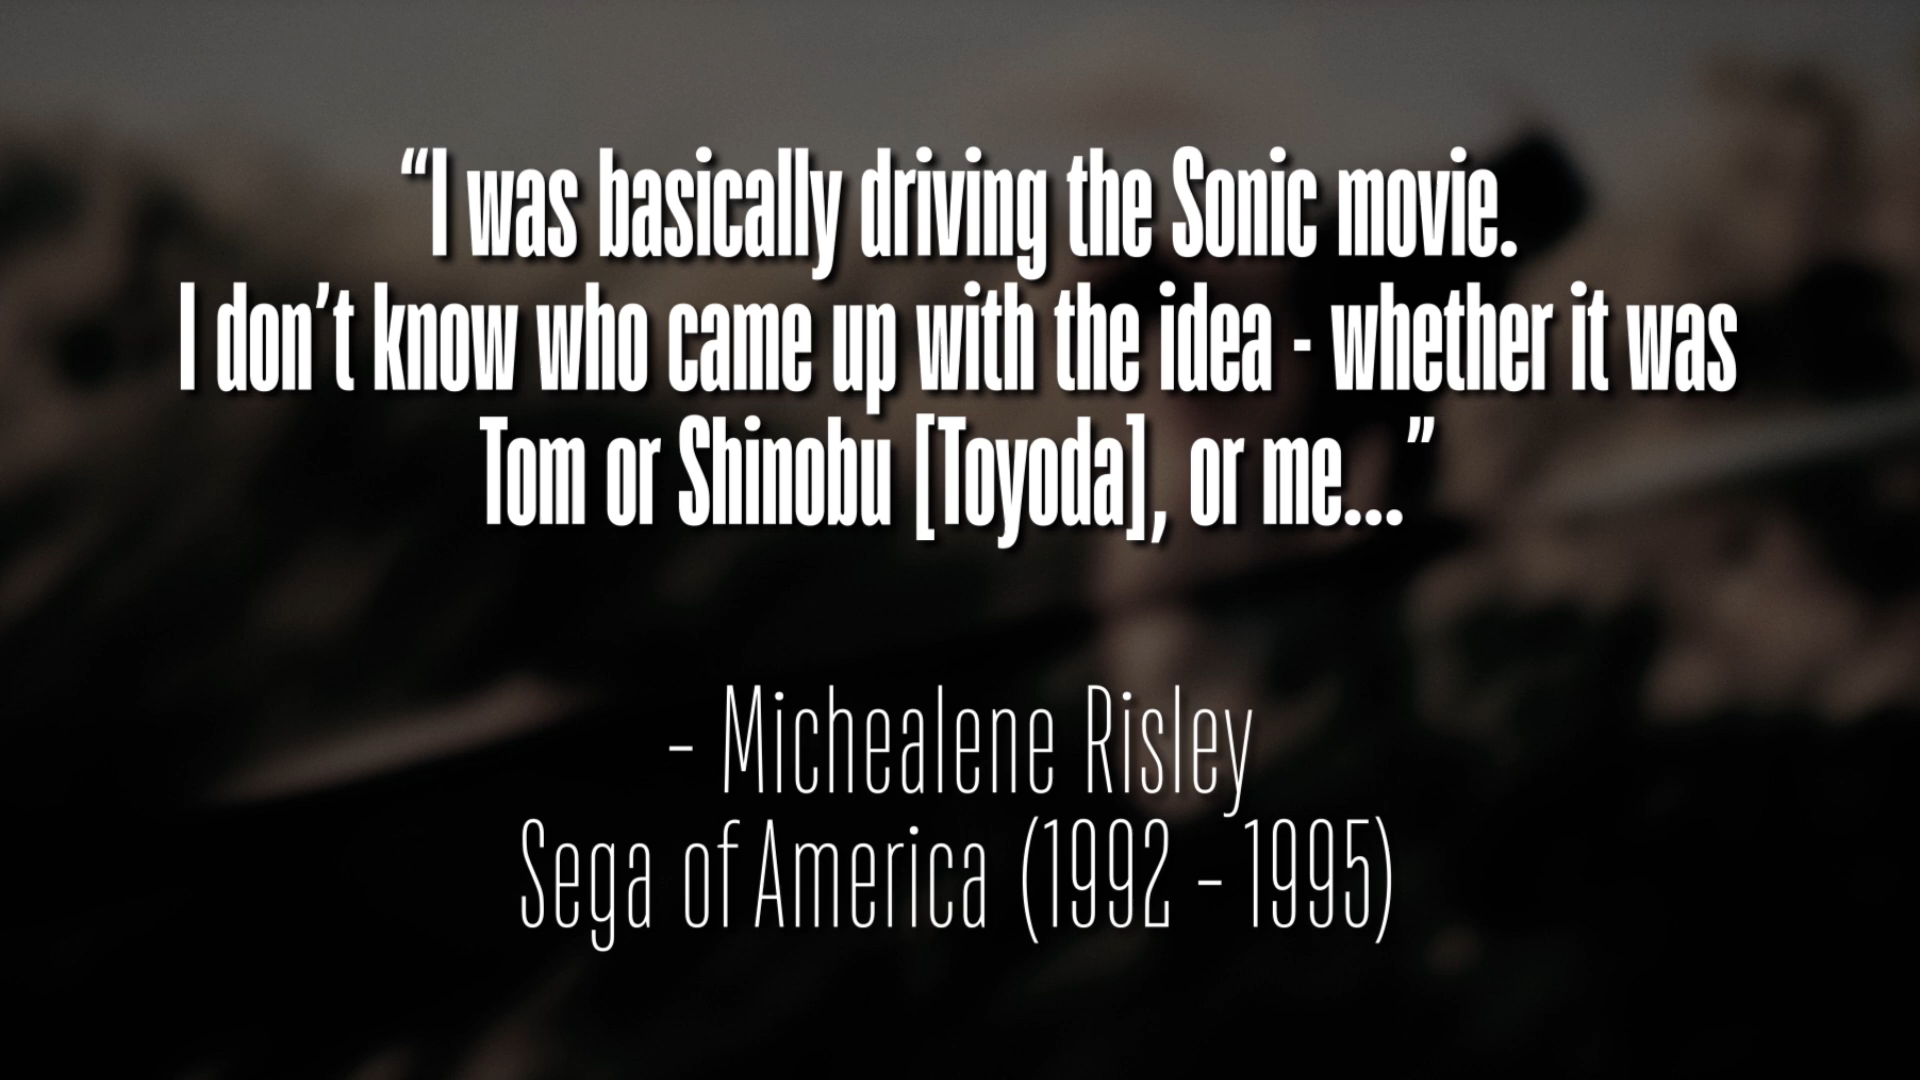 “I was basically driving the Sonic movie.
I don’t know who came up with the idea - whether it was
Tom or Shinobu [Toyoda], or me...”
– Michealene Risley
Sega of America (1992 – 1995)